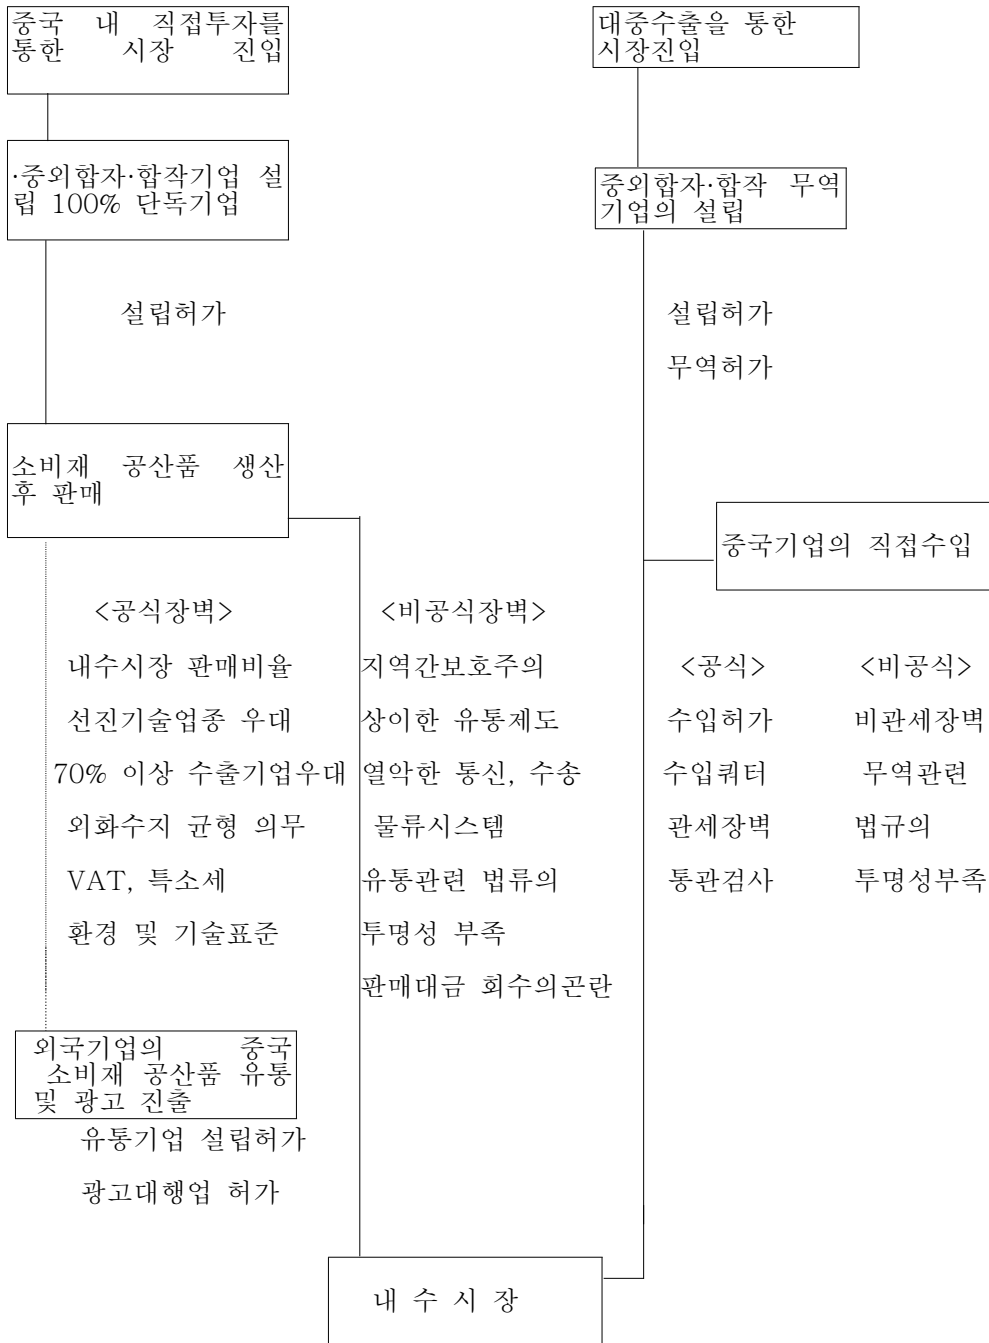 중국 내 직접투자를
통한 시장 진입
대중수출을 통한
시장진입
·중외합자·합작기업 설
립 100% 단독기업
중외합자·합작 무역
기업의 설립
설립허가
설립허가
무역허가
소비재 공산품 생산
후 판매
중국기업의 직접수입
<공식장벽>
내수시장 판매비율
선진기술업종 우대
70% 이상 수출기업우대
외화수지 균형 의무
VAT, 특소세
환경 및 기술표준
<비공식장벽>
지역간보호주의
상이한 유통제도
열악한 통신, 수송
물류시스템
유통관련 법류의
투명성 부족
판매대금 회수의곤란
<공식>
수입허가
수입쿼터
관세장벽
통관검사
<비공식>
비관세장벽
무역관련
법규의
투명성부족
외국기업의 중국
소비재 공산품 유통
및 광고 진출
유통기업 설립허가
광고대행업 허가
내 수 시 장